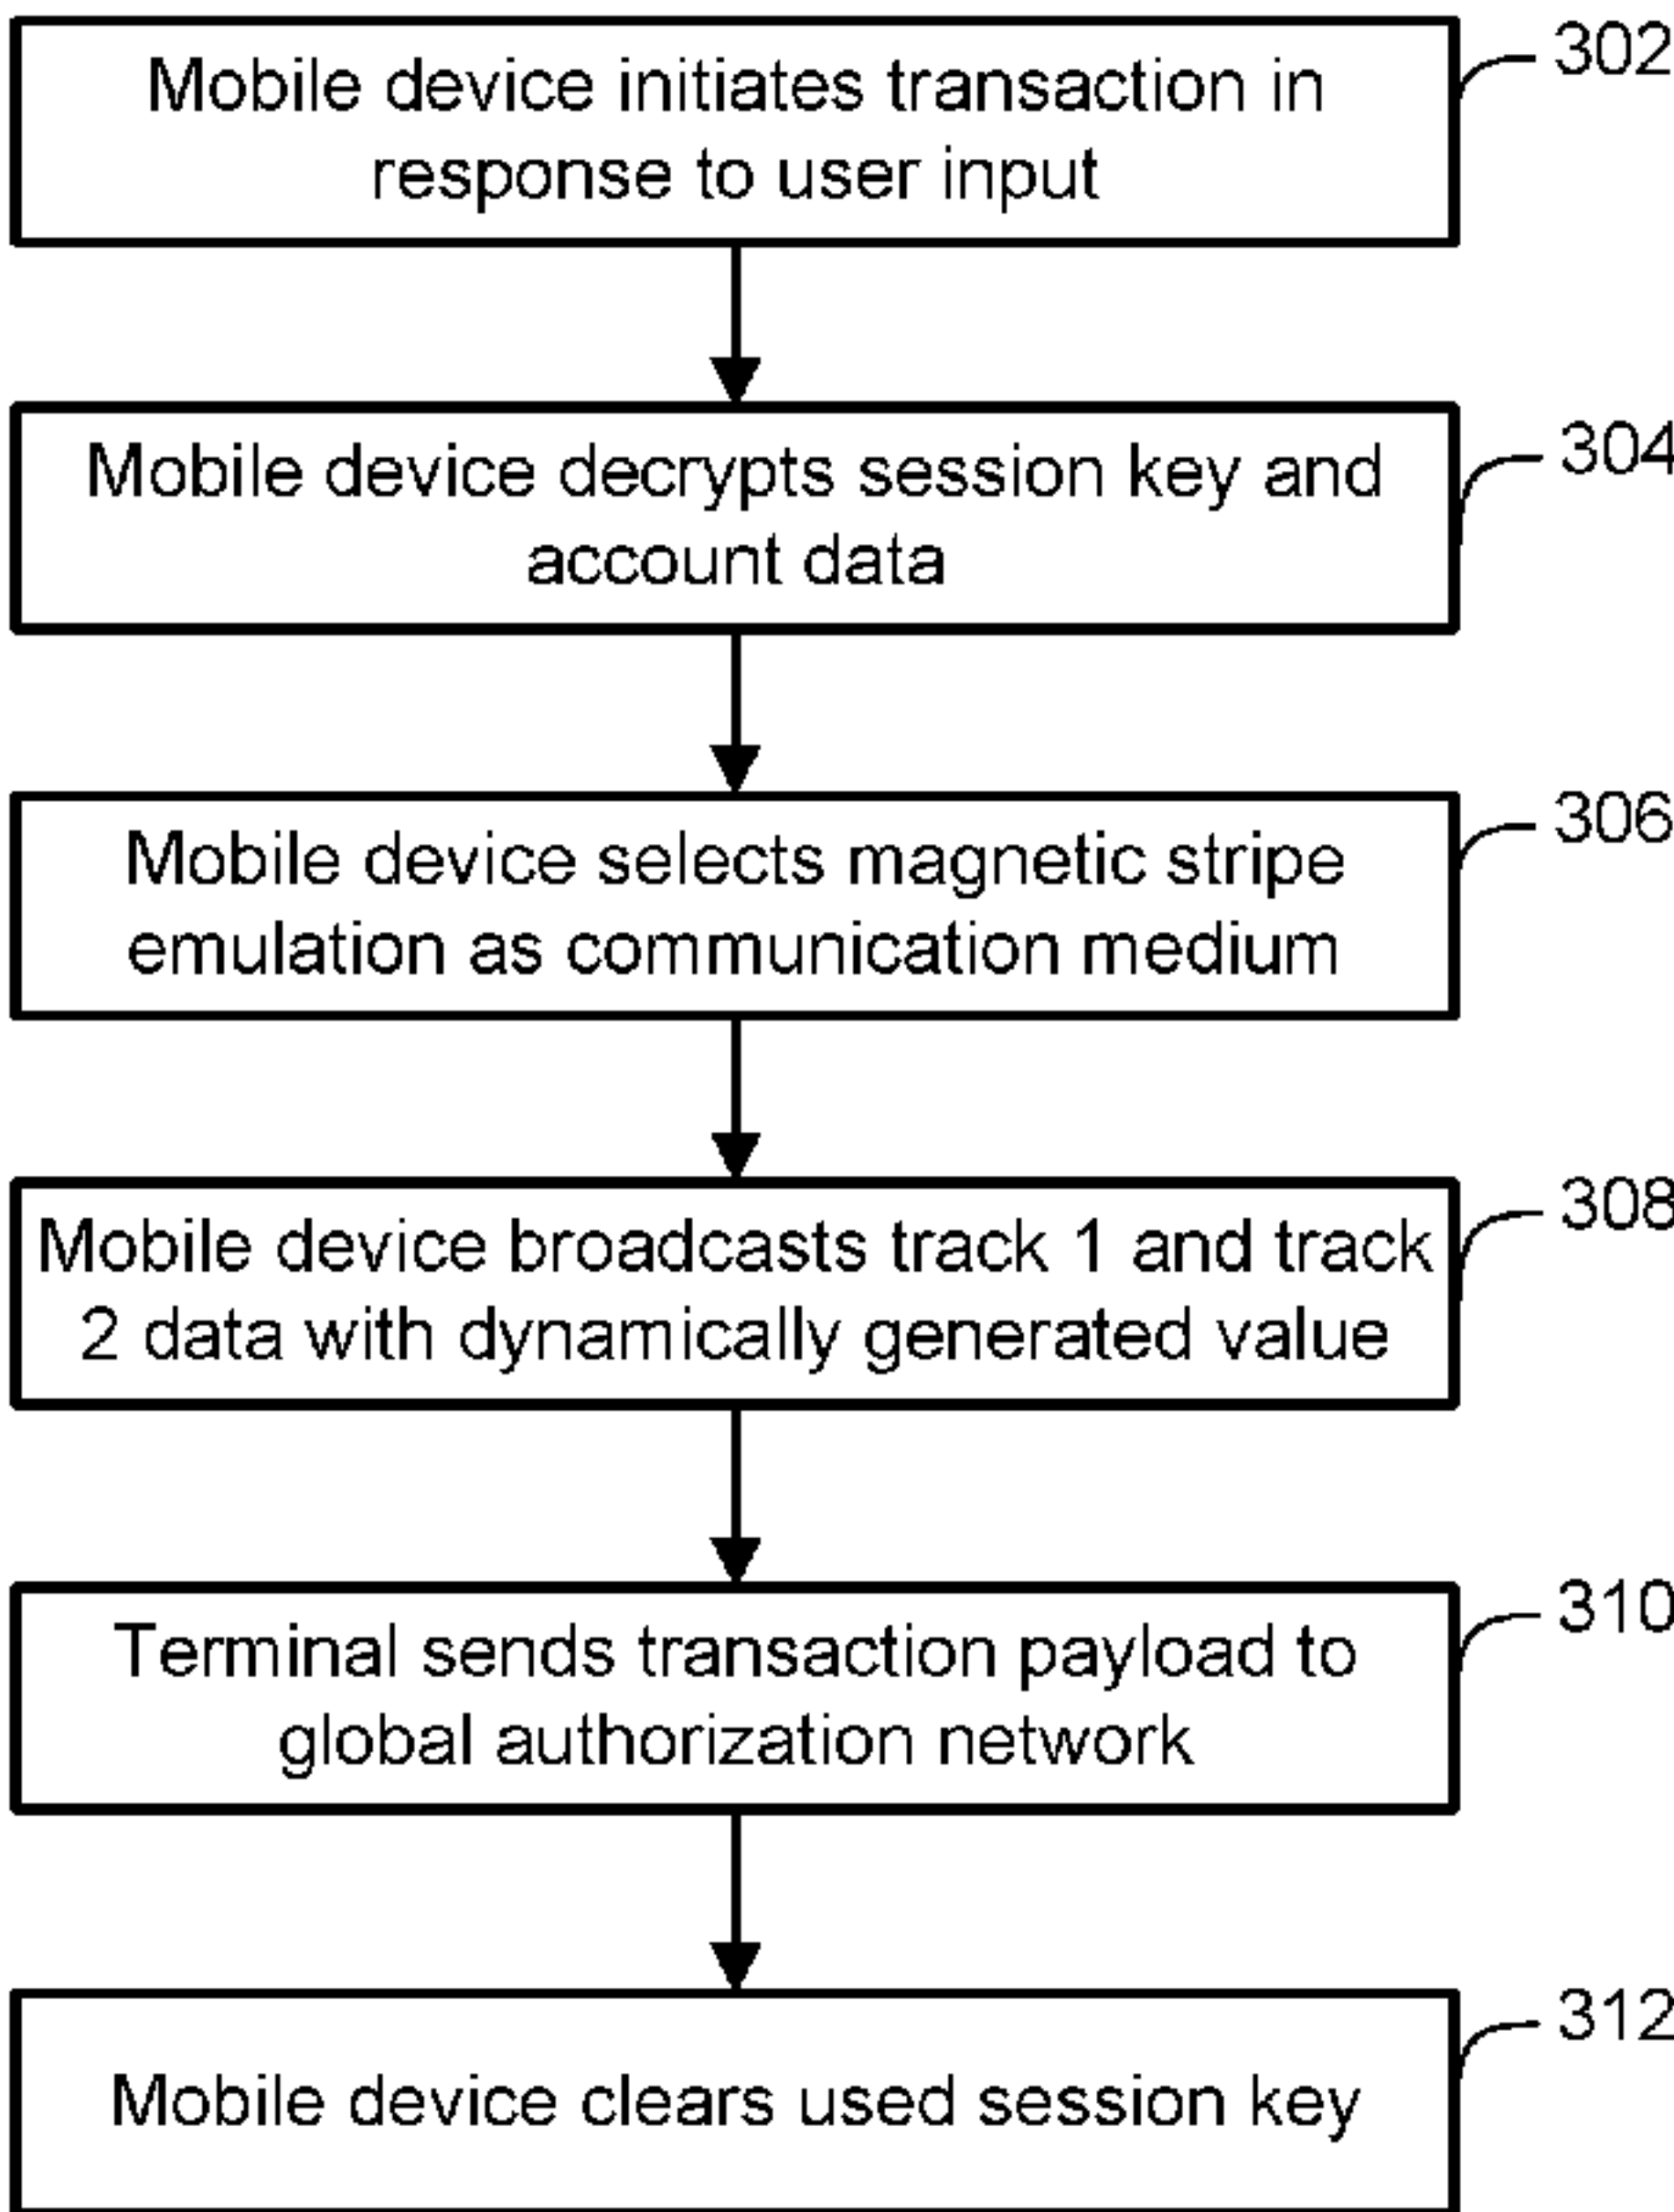 Mobile device initiates transaction in
response to user input
302
Mobile device decrypts session key and
account data
304
Mobile device selects magnetic stripe
emulation as communication medium
306
Mobile device broadcasts track 1 and track
2 data with dynamically generated value
308
Terminal sends transaction payload to
global authorization network
310
Mobile device clears used session key
312